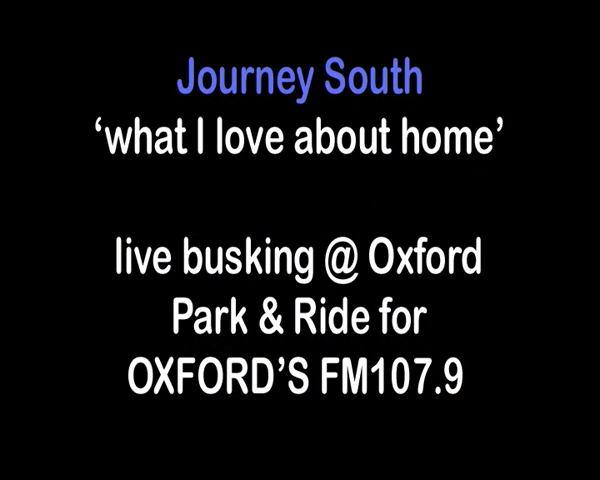 Journey South
‘what I love about home’
live busking @ Oxford
Park & Ride for
OXFORD’S FM107.9